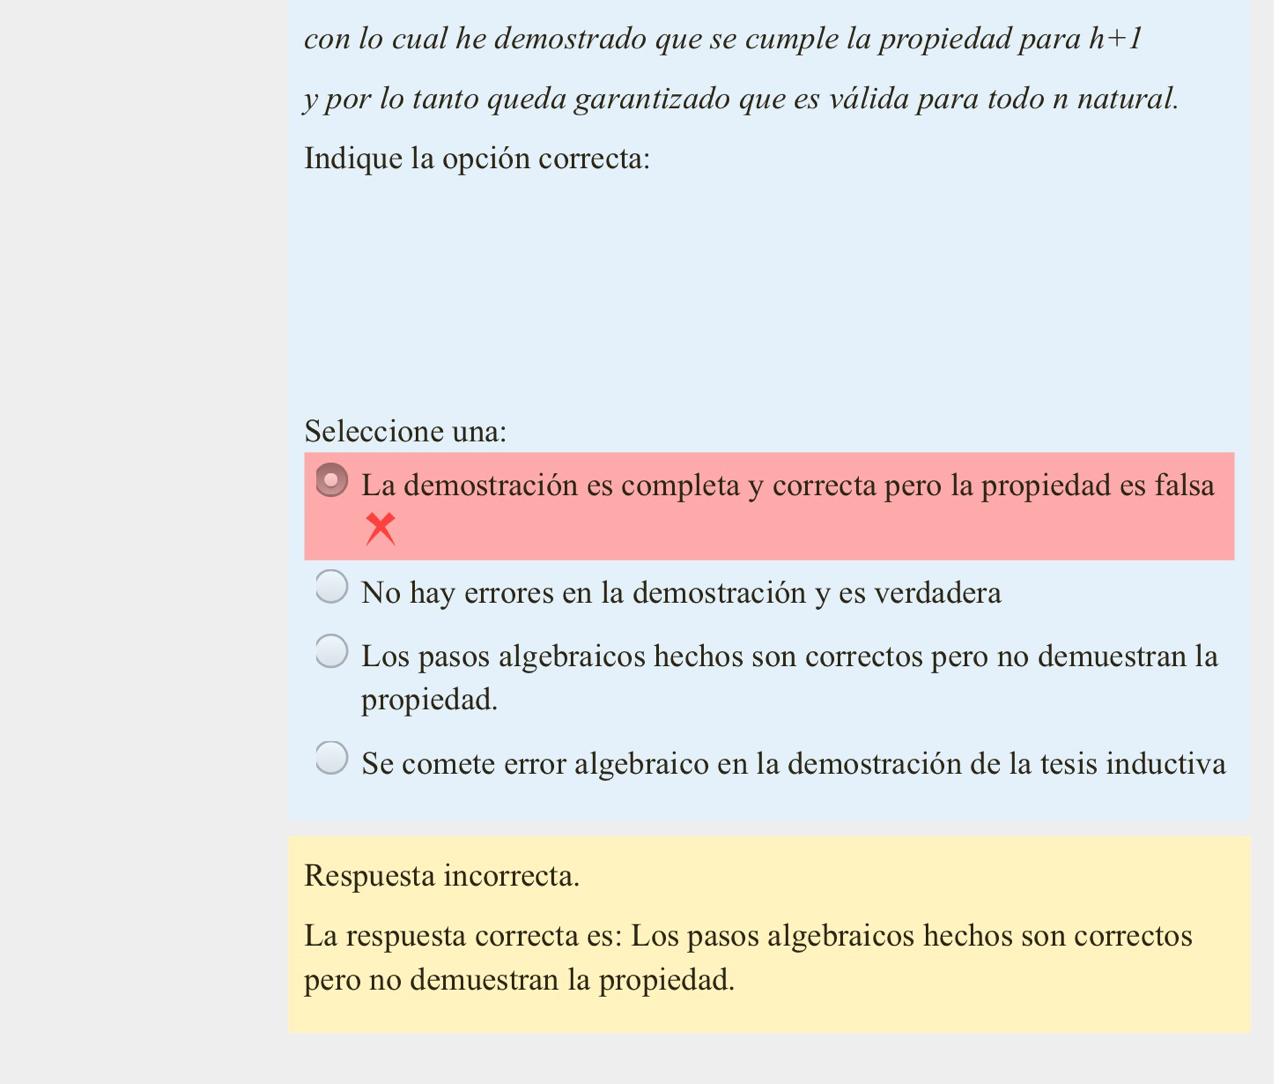 con lo cual he demostrado que se cumple la propiedad para h+1
y por lo tanto queda garantizado que es válida para todo n natural.
Indique la opción correcta:
Seleccione una:
La demostración es completa y correcta pero la propiedad es falsa
No hay errores en la demostración y es verdadera
Los pasos algebraicos hechos son correctos pero no demuestran la
propiedad.
Se comete error algebraico en la demostración de la tesis inductiva
Respuesta incorrecta.
La respuesta correcta es: Los pasos algebraicos hechos son correctos
pero no demuestran la propiedad.